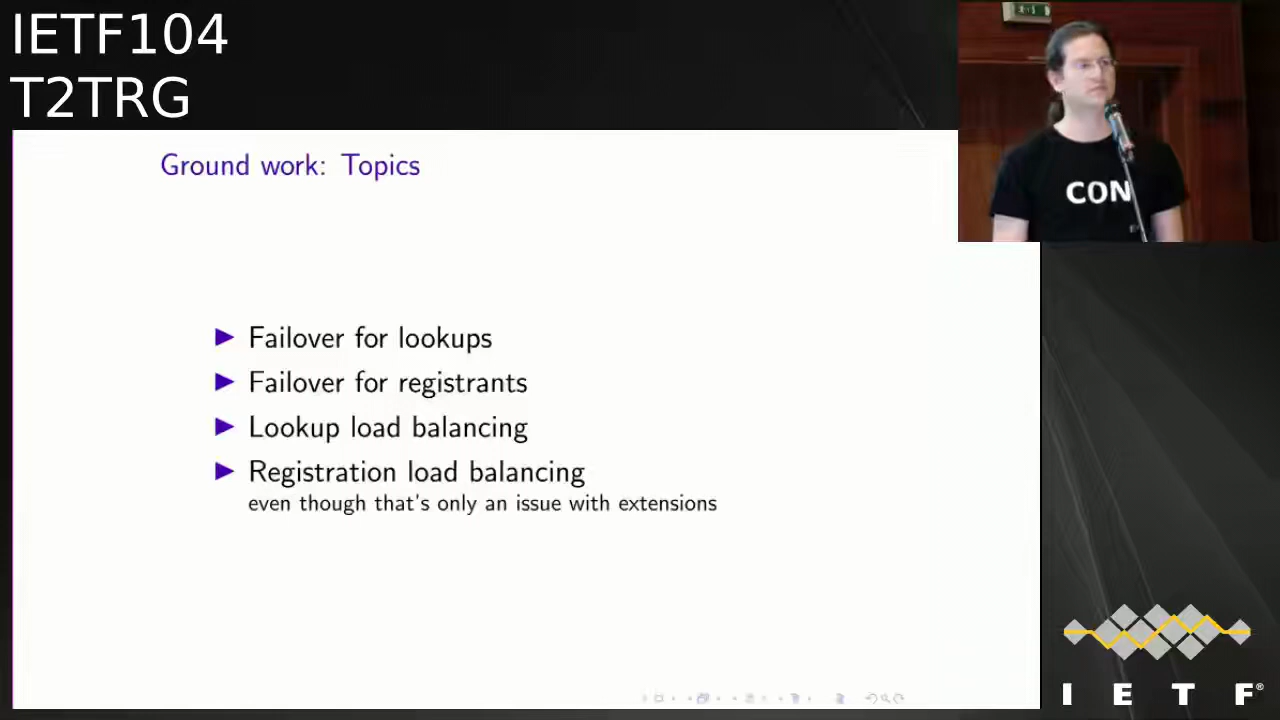 IETF104
T2TRG
Ground work: Topics
CON
Failover for lookups
Failover for registrants
Lookup load balancing
Registration load balancing
even though that's only an issue with extensions
I E T F®